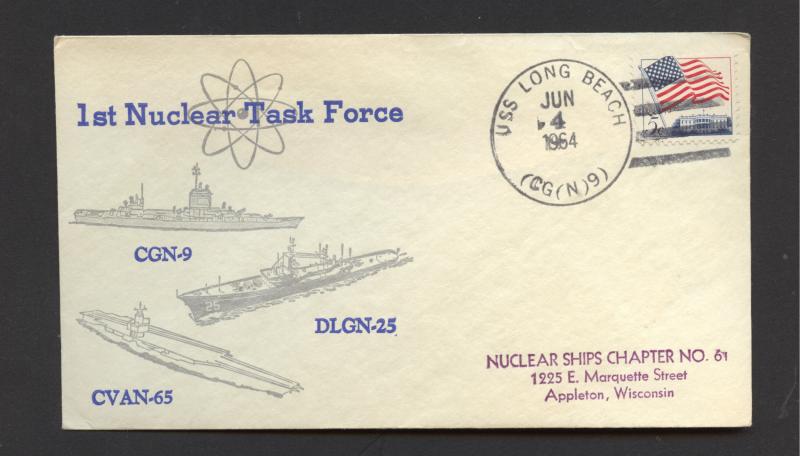 1st Nuclear Task Force
USS LONG BEACH
JUN
4
1964
(CG(N)9)
5c
CGN-9
25
DLGN-25
CVAN-65
NUCLEAR SHIPS CHAPTER NO. 61
1225 E. Marquette Street
Appleton, Wisconsin